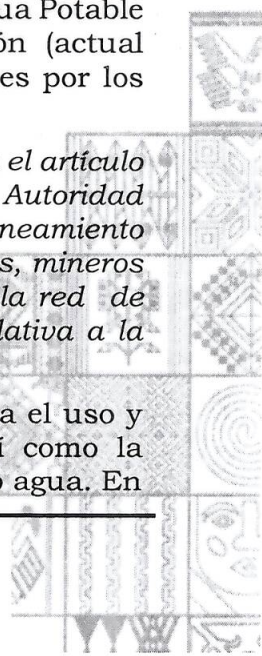 ua Potable
ón (actual
es por los
el artículo
Autoridad
neamiento
s, mineros
la red de
lativa a la
a el uso y
í como la
o agua. En